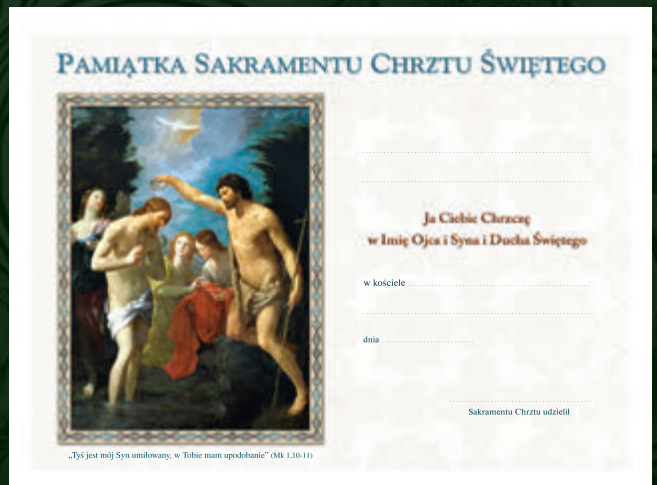 PAMIĄTKA SAKRAMENTU CHRZTU ŚWIĘTEGO
Ja Ciebie Chrzczę
w Imię Ojca i Syna i Ducha Świętego
w kościele
dnia
Sakramentu Chrztu udzielił
„Tyś jest mój Syn umiłowany, w Tobie mam upodobanie” (Mk 1,10-11)